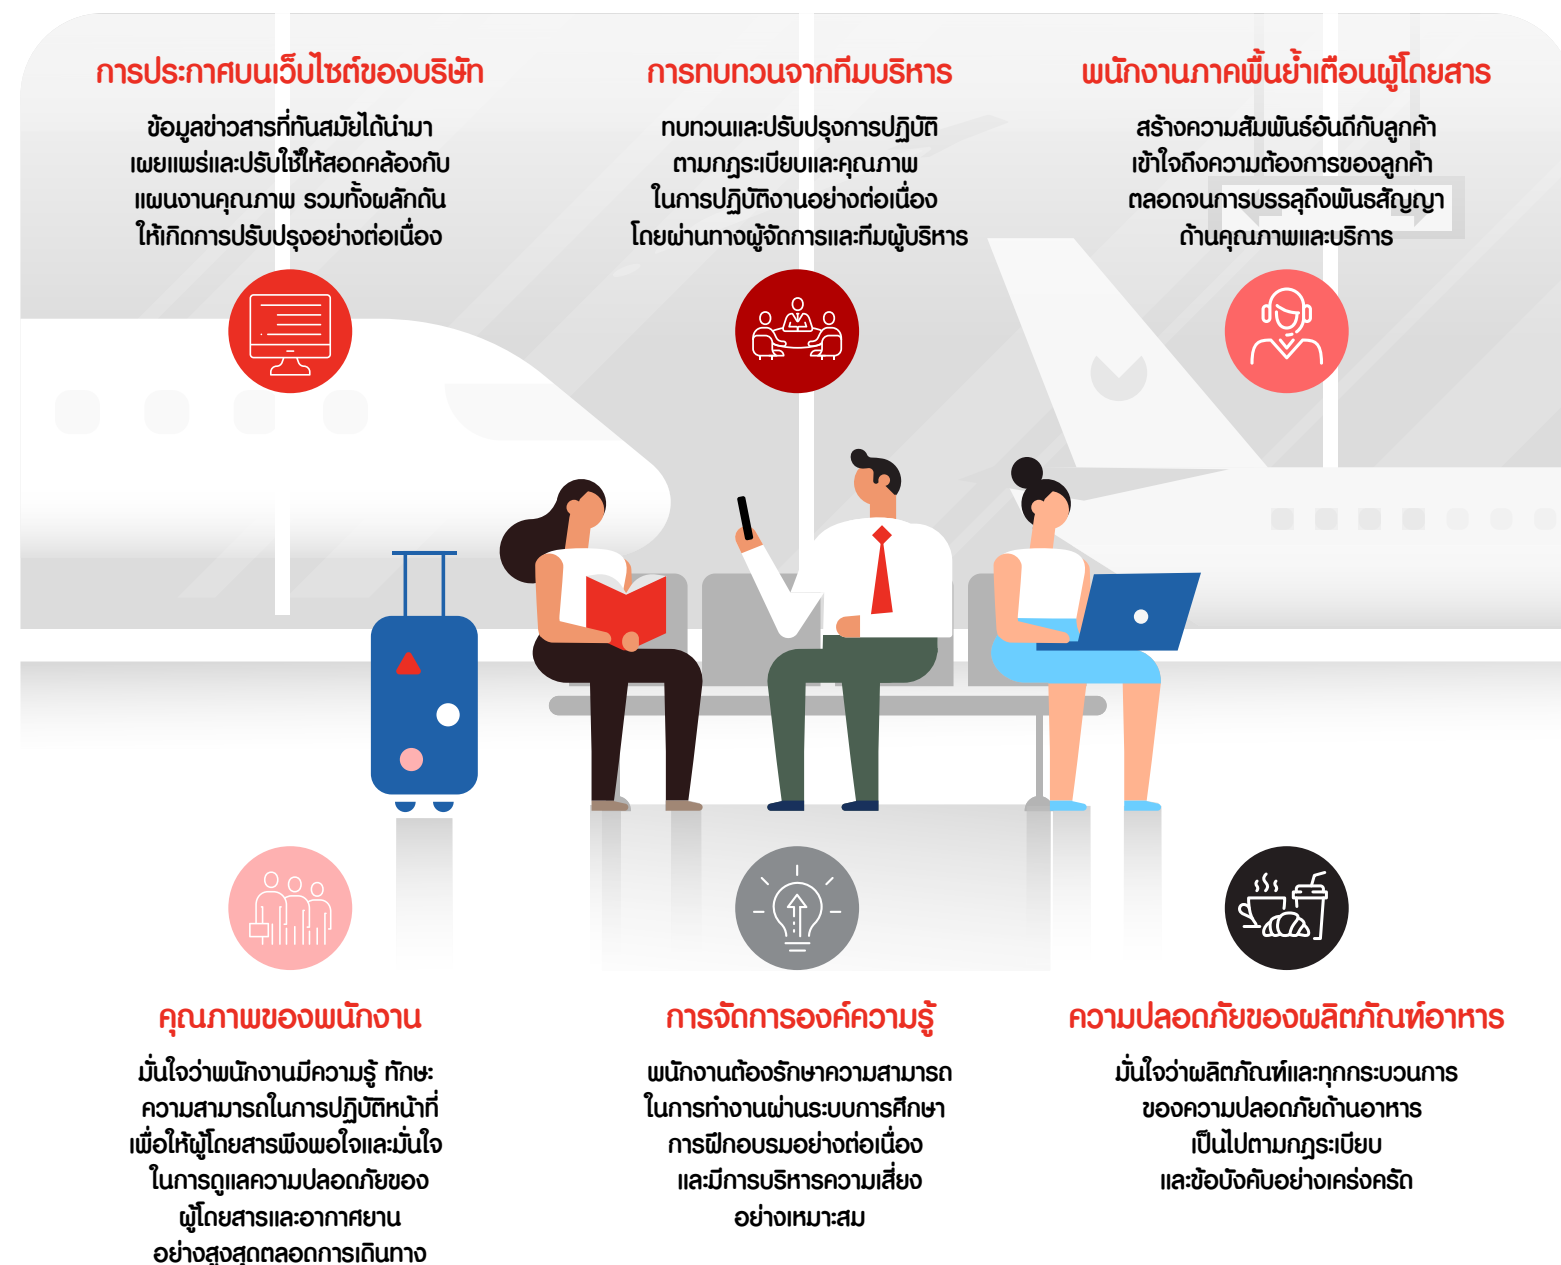 การประกาศบนเว็บไซต์ของบริษัท
ข้อมูลข่าวสารที่ทันสมัยได้นำมา
เผยแพร่และปรับใช้ให้สอดคล้องกับ
แผนงานคุณภาพ รวมทั้งผลักดัน
ให้เกิดการปรับปรุงอย่างต่อเนื่อง
การทบทวนจากทีมบริหาร
ทบทวนและปรับปรุงการปฏิบัติ
ตามกฎระเบียบและคุณภาพ
ในการปฏิบัติงานอย่างต่อเนื่อง
โดยผ่านทางผู้จัดการและทีมผู้บริหาร
พนักงานภาคพื้นย้ำเตือนผู้โดยสาร
สร้างความสัมพันธ์อันดีกับลูกค้า
เข้าใจถึงความต้องการของลูกค้า
ตลอดจนการบรรลุถึงพันธสัญญา
ด้านคุณภาพและบริการ
คุณภาพของพนักงาน
มั่นใจว่าพนักงานมีความรู้ ทักษะ
ความสามารถในการปฏิบัติหน้าที่
เพื่อให้ผู้โดยสารพึงพอใจและมั่นใจ
ในการดูแลความปลอดภัยของ
ผู้โดยสารและอากาศยาน
อย่างสูงสุดตลอดการเดินทาง
การจัดการองค์ความรู้
พนักงานต้องรักษาความสามารถ
ในการทำงานผ่านระบบการศึกษา
การฝึกอบรมอย่างต่อเนื่อง
และมีการบริหารความเสี่ยง
อย่างเหมาะสม
ความปลอดภัยของผลิตภัณฑ์อาหาร
มั่นใจว่าผลิตภัณฑ์และทุกกระบวนการ
ของความปลอดภัยด้านอาหาร
เป็นไปตามกฎระเบียบ
และข้อบังคับอย่างเคร่งครัด